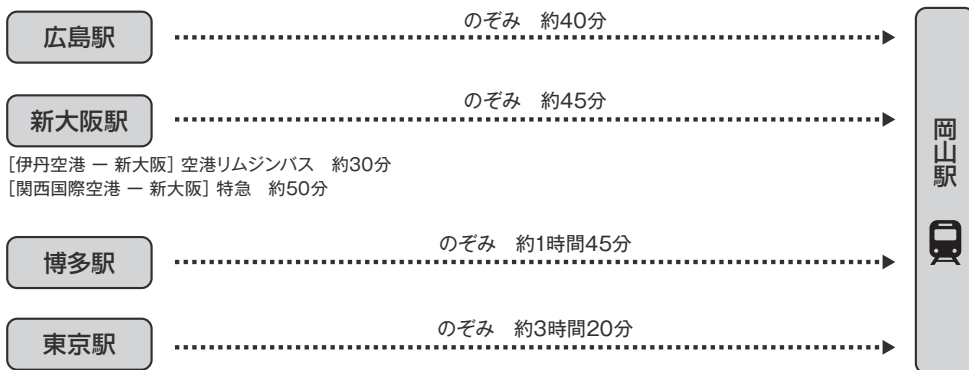 広島駅
のぞみ 約40分
新大阪駅
のぞみ 約45分
［伊丹空港 ー 新大阪］空港リムジンバス 約30分
［関西国際空港 ー 新大阪］特急 約50分
博多駅
のぞみ 約1時間45分
東京駅
のぞみ 約3時間20分
岡山駅